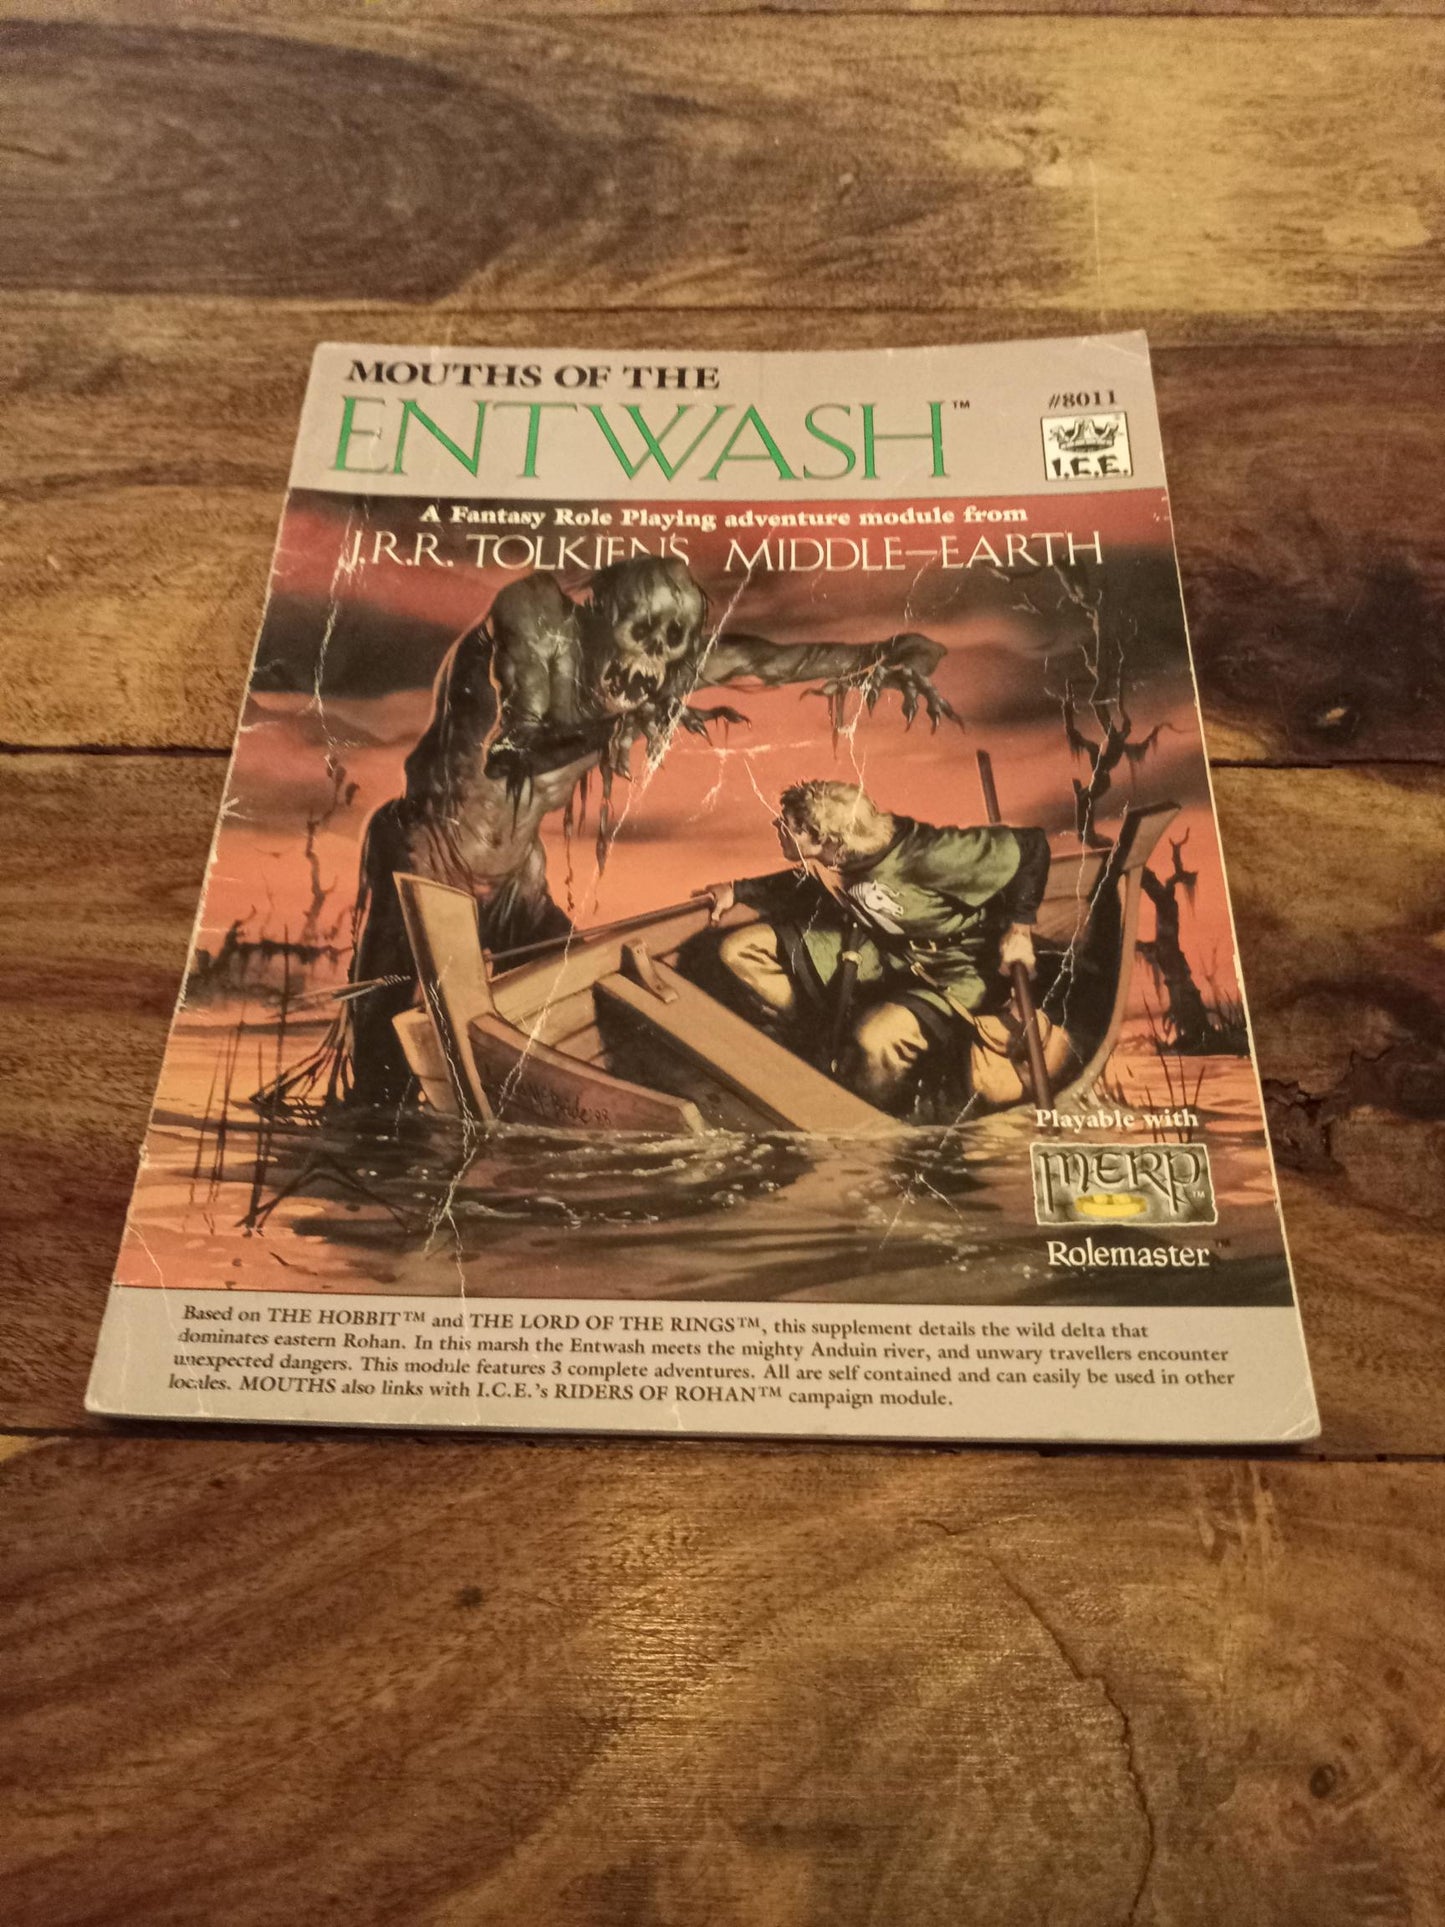 MOUTHS OF THE
ENTWASH™
#8011
I.C.E.
A Fantasy Role Playing adventure module from
J.R.R. TOLKIEN'S MIDDLE-EARTH
Playable with
MERP™
Rolemaster™
Based on THE HOBBIT™ and THE LORD OF THE RINGS™, this supplement details the wild delta that
dominates eastern Rohan. In this marsh the Entwash meets the mighty Anduin river, and unwary travellers encounter
unexpected dangers. This module features 3 complete adventures. All are self contained and can easily be used in other
locales. MOUTHS also links with I.C.E.'s RIDERS OF ROHAN™ campaign module.